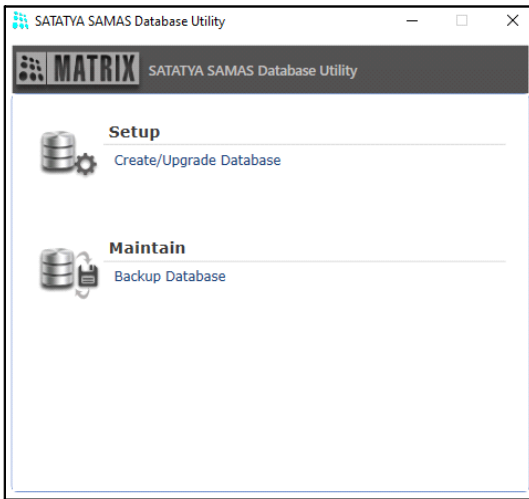 SATATYA SAMAS Database Utility
MATRIX SATATYA SAMAS Database Utility
Setup
Create/Upgrade Database
Maintain
Backup Database